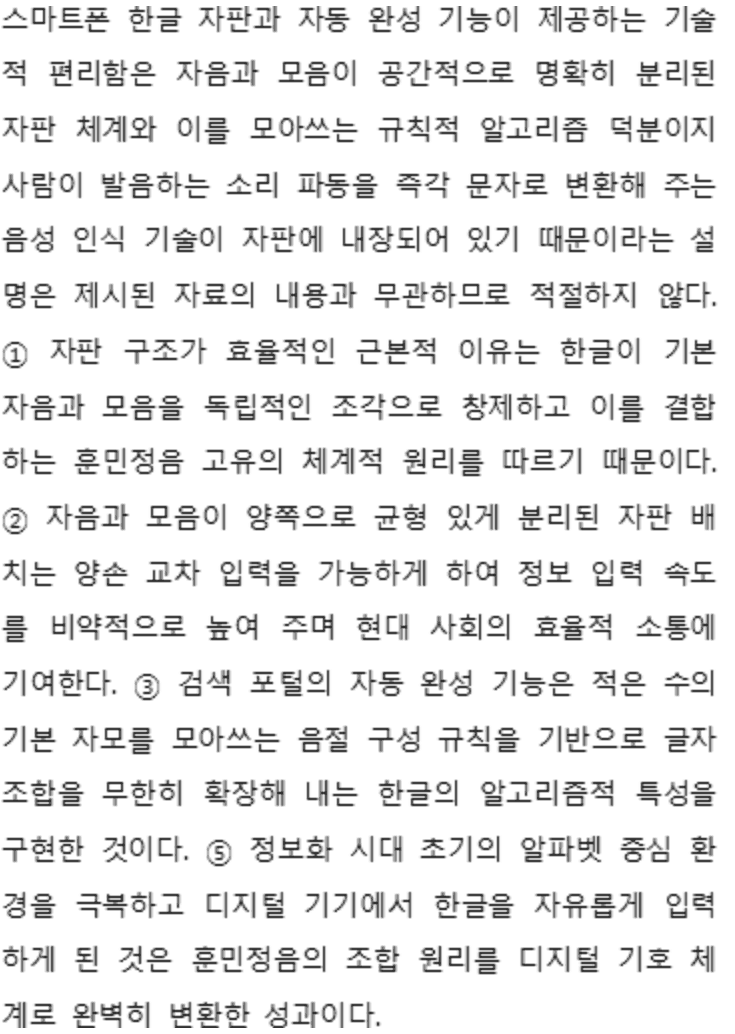 스마트폰 한글 자판과 자동 완성 기능이 제공하는 기술
적 편리함은 자음과 모음이 공간적으로 명확히 분리된
자판 체계와 이를 모아쓰는 규칙적 알고리즘 덕분이지
사람이 발음하는 소리 파동을 즉각 문자로 변환해 주는
음성 인식 기술이 자판에 내장되어 있기 때문이라는 설
명은 제시된 자료의 내용과 무관하므로 적절하지 않다.
① 자판 구조가 효율적인 근본적 이유는 한글이 기본
자음과 모음을 독립적인 조각으로 창제하고 이를 결합
하는 훈민정음 고유의 체계적 원리를 따르기 때문이다.
② 자음과 모음이 양쪽으로 균형 있게 분리된 자판 배
치는 양손 교차 입력을 가능하게 하여 정보 입력 속도
를 비약적으로 높여 주며 현대 사회의 효율적 소통에
기여한다. ③ 검색 포털의 자동 완성 기능은 적은 수의
기본 자모를 모아쓰는 음절 구성 규칙을 기반으로 글자
조합을 무한히 확장해 내는 한글의 알고리즘적 특성을
구현한 것이다. ⑤ 정보화 시대 초기의 알파벳 중심 환
경을 극복하고 디지털 기기에서 한글을 자유롭게 입력
하게 된 것은 훈민정음의 조합 원리를 디지털 기호 체
계로 완벽히 변환한 성과이다.